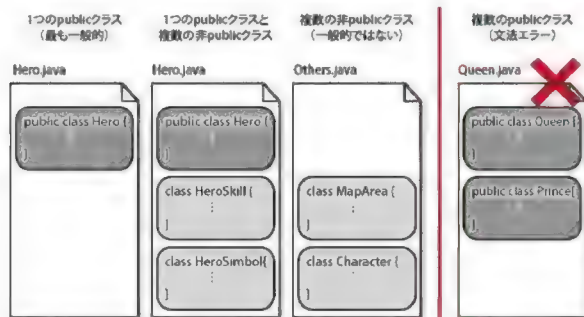 1つのpublicクラス
(最も一般的)
1つのpublicクラスと
複数の非publicクラス
複数の非publicクラス
(一般的ではない)
複数のpublicクラス
(文法エラー)
Hero.java
public class Hero {
}
Hero.java
public class Hero {
}
class HeroSkill {
⋮
}
class HeroSimbol{
⋮
}
Others.java
class MapArea {
⋮
}
class Character {
⋮
}
Queen.java
public class Queen {
}
public class Prince{
}